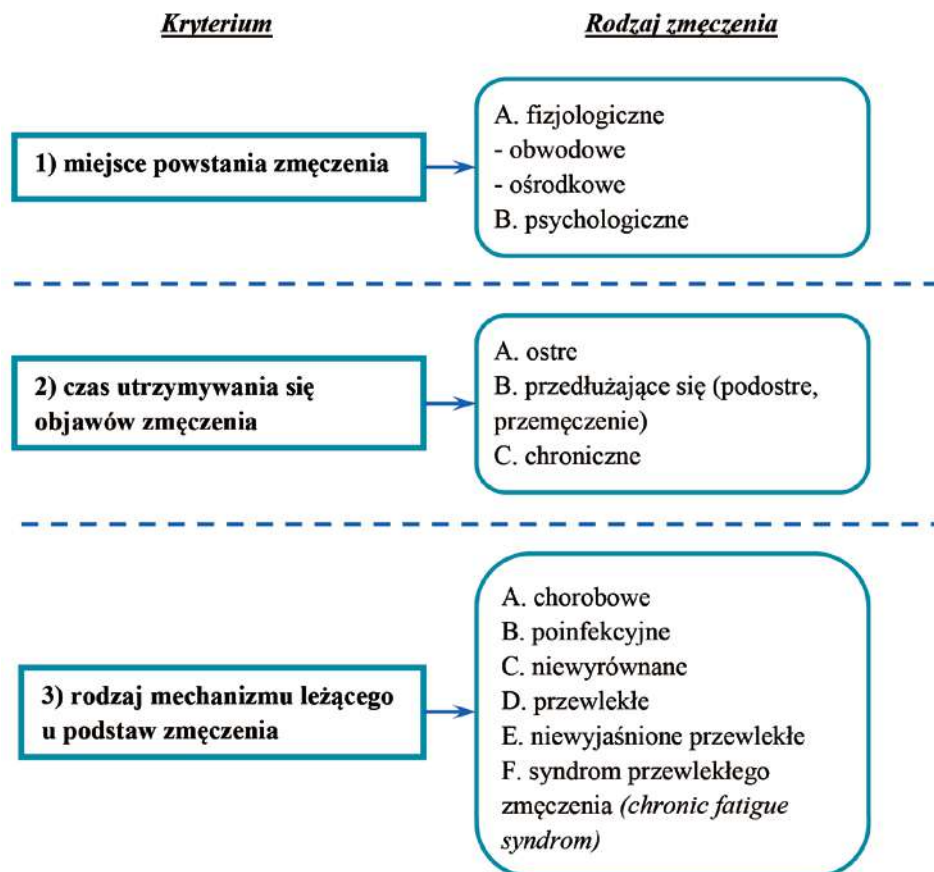 Kryterium
Rodzaj zmęczenia
1) miejsce powstania zmęczenia
A. fizjologiczne
- obwodowe
- ośrodkowe
B. psychologiczne
2) czas utrzymywania się
objawów zmęczenia
A. ostre
B. przedłużające się (podostre,
przemęczenie)
C. chroniczne
3) rodzaj mechanizmu leżącego
u podstaw zmęczenia
A. chorobowe
B. poinfekcyjne
C. niewyrównane
D. przewlekłe
E. niewyjaśnione przewlekłe
F. syndrom przewlekłego
zmęczenia (chronic fatigue
syndrom)